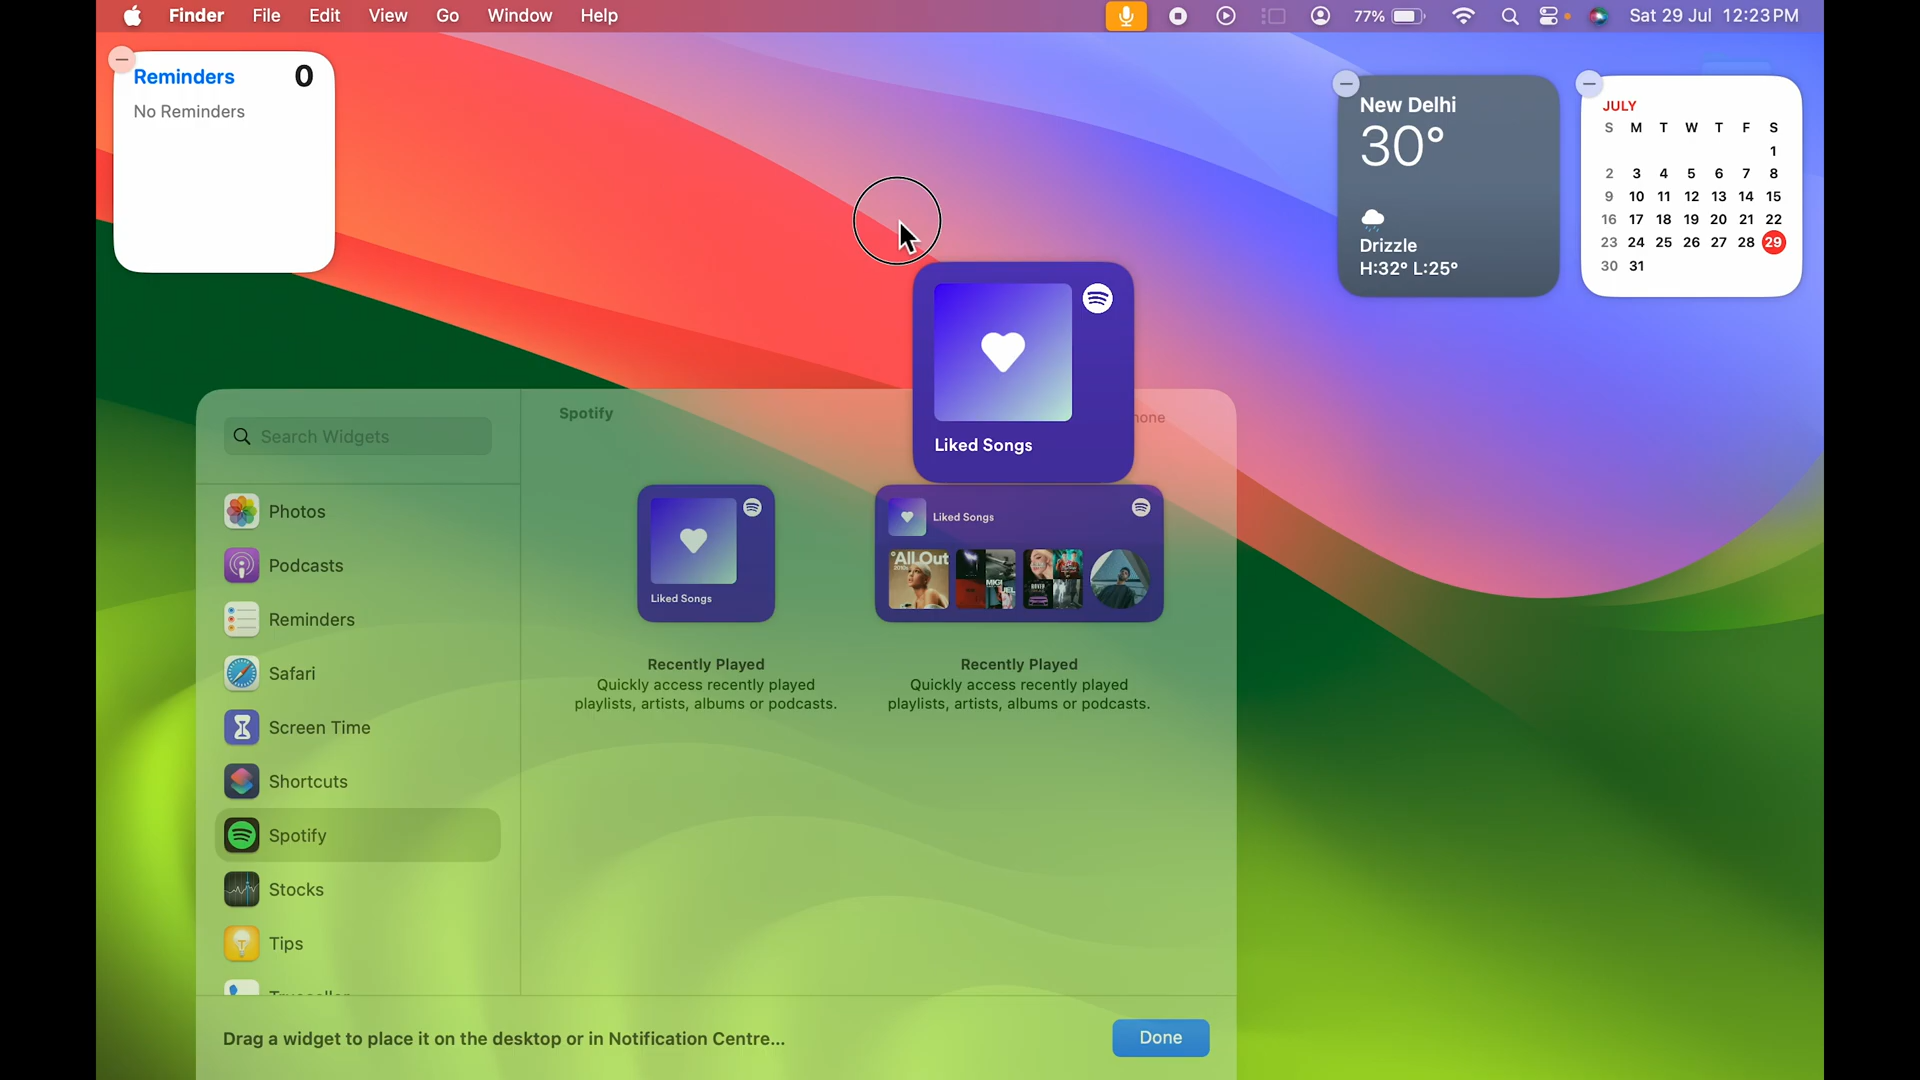 Finder File Edit View Go Window Help 77% Sat 29 Jul 12:23 PM
Reminders 0
No Reminders
New Delhi
30°
Drizzle
H:32° L:25°
JULY
S M T W T F S
1
2 3 4 5 6 7 8
9 10 11 12 13 14 15
16 17 18 19 20 21 22
23 24 25 26 27 28 29
30 31
Liked Songs
Search Widgets
Photos
Podcasts
Reminders
Safari
Screen Time
Shortcuts
Spotify
Stocks
Tips
Spotify
Liked Songs
Recently Played
Quickly access recently played
playlists, artists, albums or podcasts.
Liked Songs
All Out
2010s
Recently Played
Quickly access recently played
playlists, artists, albums or podcasts.
Drag a widget to place it on the desktop or in Notification Centre...
Done